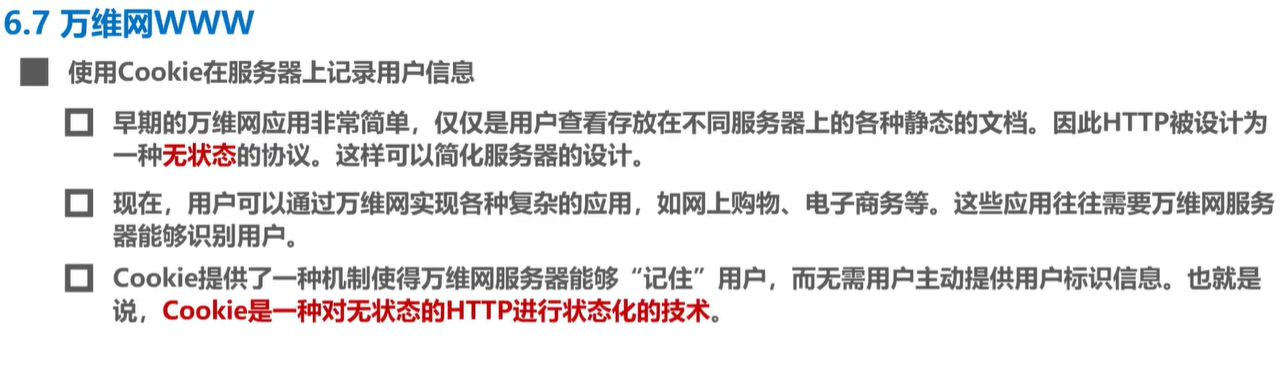 6.7 万维网WWW
使用Cookie在服务器上记录用户信息
早期的万维网应用非常简单，仅仅是用户查看存放在不同服务器上的各种静态的文档。因此HTTP被设计为
一种无状态的协议。这样可以简化服务器的设计。
现在，用户可以通过万维网实现各种复杂的应用，如网上购物、电子商务等。这些应用往往需要万维网服务
器能够识别用户。
Cookie提供了一种机制使得万维网服务器能够“记住”用户，而无需用户主动提供用户标识信息。也就是
说，Cookie是一种对无状态的HTTP进行状态化的技术。